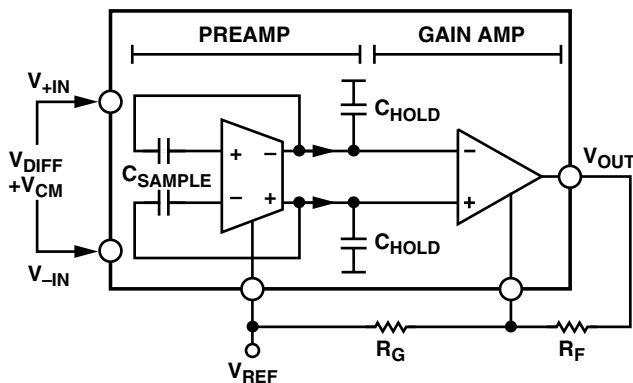 PREAMP
GAIN AMP
V+IN
CHOLD
VOUT
+
−
−
VDIFF
+VCM
CSAMPLE
−
+
+
CHOLD
V–IN
VREF
RG
RF